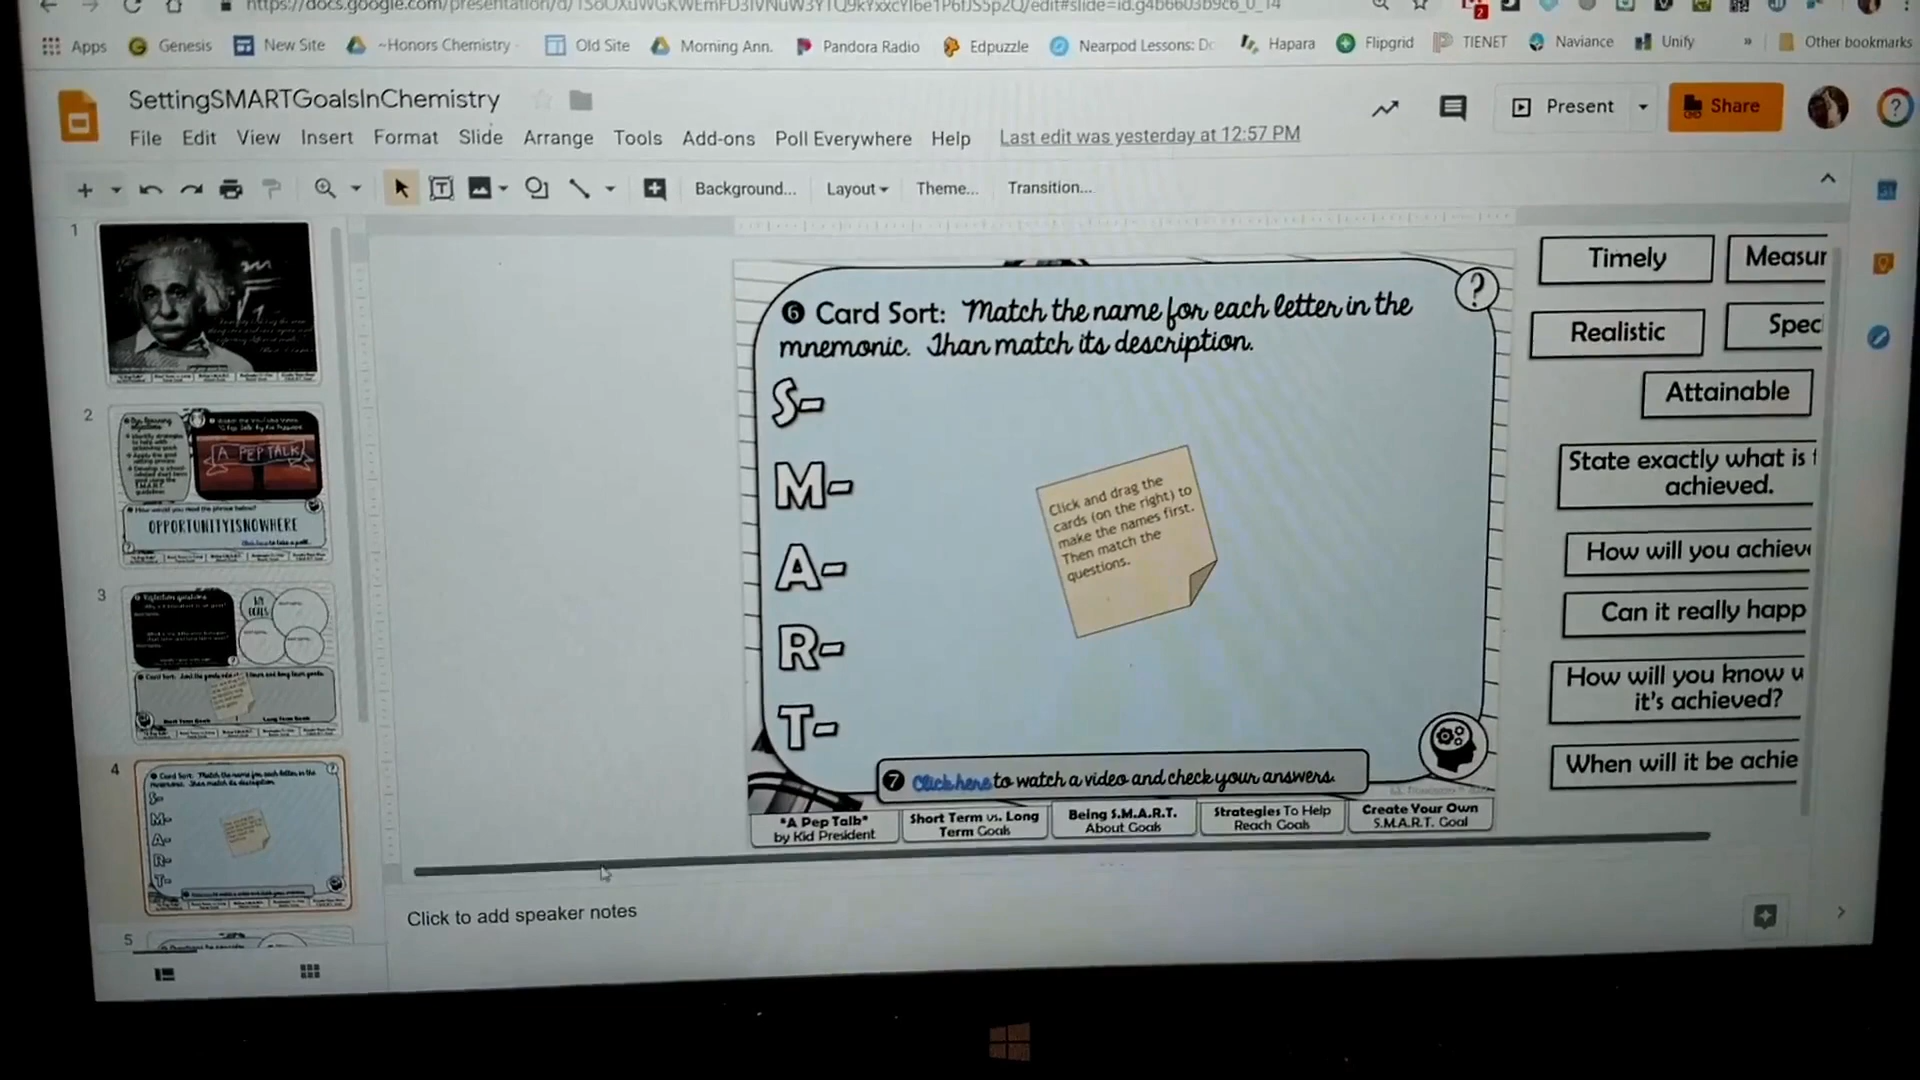 Apps Genesis New Site ~Honors Chemistry Old Site Morning Ann. Pandora Radio Edpuzzle Nearpod Lessons: Dc Hapara Flipgrid TIENET Naviance Unify » Other bookmarks
2
SettingSMARTGoalsInChemistry
Present
Share
File Edit View Insert Format Slide Arrange Tools Add-ons Poll Everywhere Help Last edit was yesterday at 12:57 PM
Background... Layout Theme... Transition...
1
2
A PEP TALK
OPPORTUNITYISNOWHERE
3
MY
GOALS
4
5
6 Card Sort: Match the name for each letter in the
mnemonic. Than match its description.
?
S-
M-
A-
R-
T-
Click and drag the
cards (on the right) to
make the names first.
Then match the
questions.
7 Click here to watch a video and check your answers.
"A Pep Talk"
by Kid President
Short Term vs. Long
Term Goals
Being S.M.A.R.T.
About Goals
Strategies To Help
Reach Goals
Create Your Own
S.M.A.R.T. Goal
Timely
Measur
Realistic
Spec
Attainable
State exactly what is
achieved.
How will you achiev
Can it really happ
How will you know
it's achieved?
When will it be achie
Click to add speaker notes